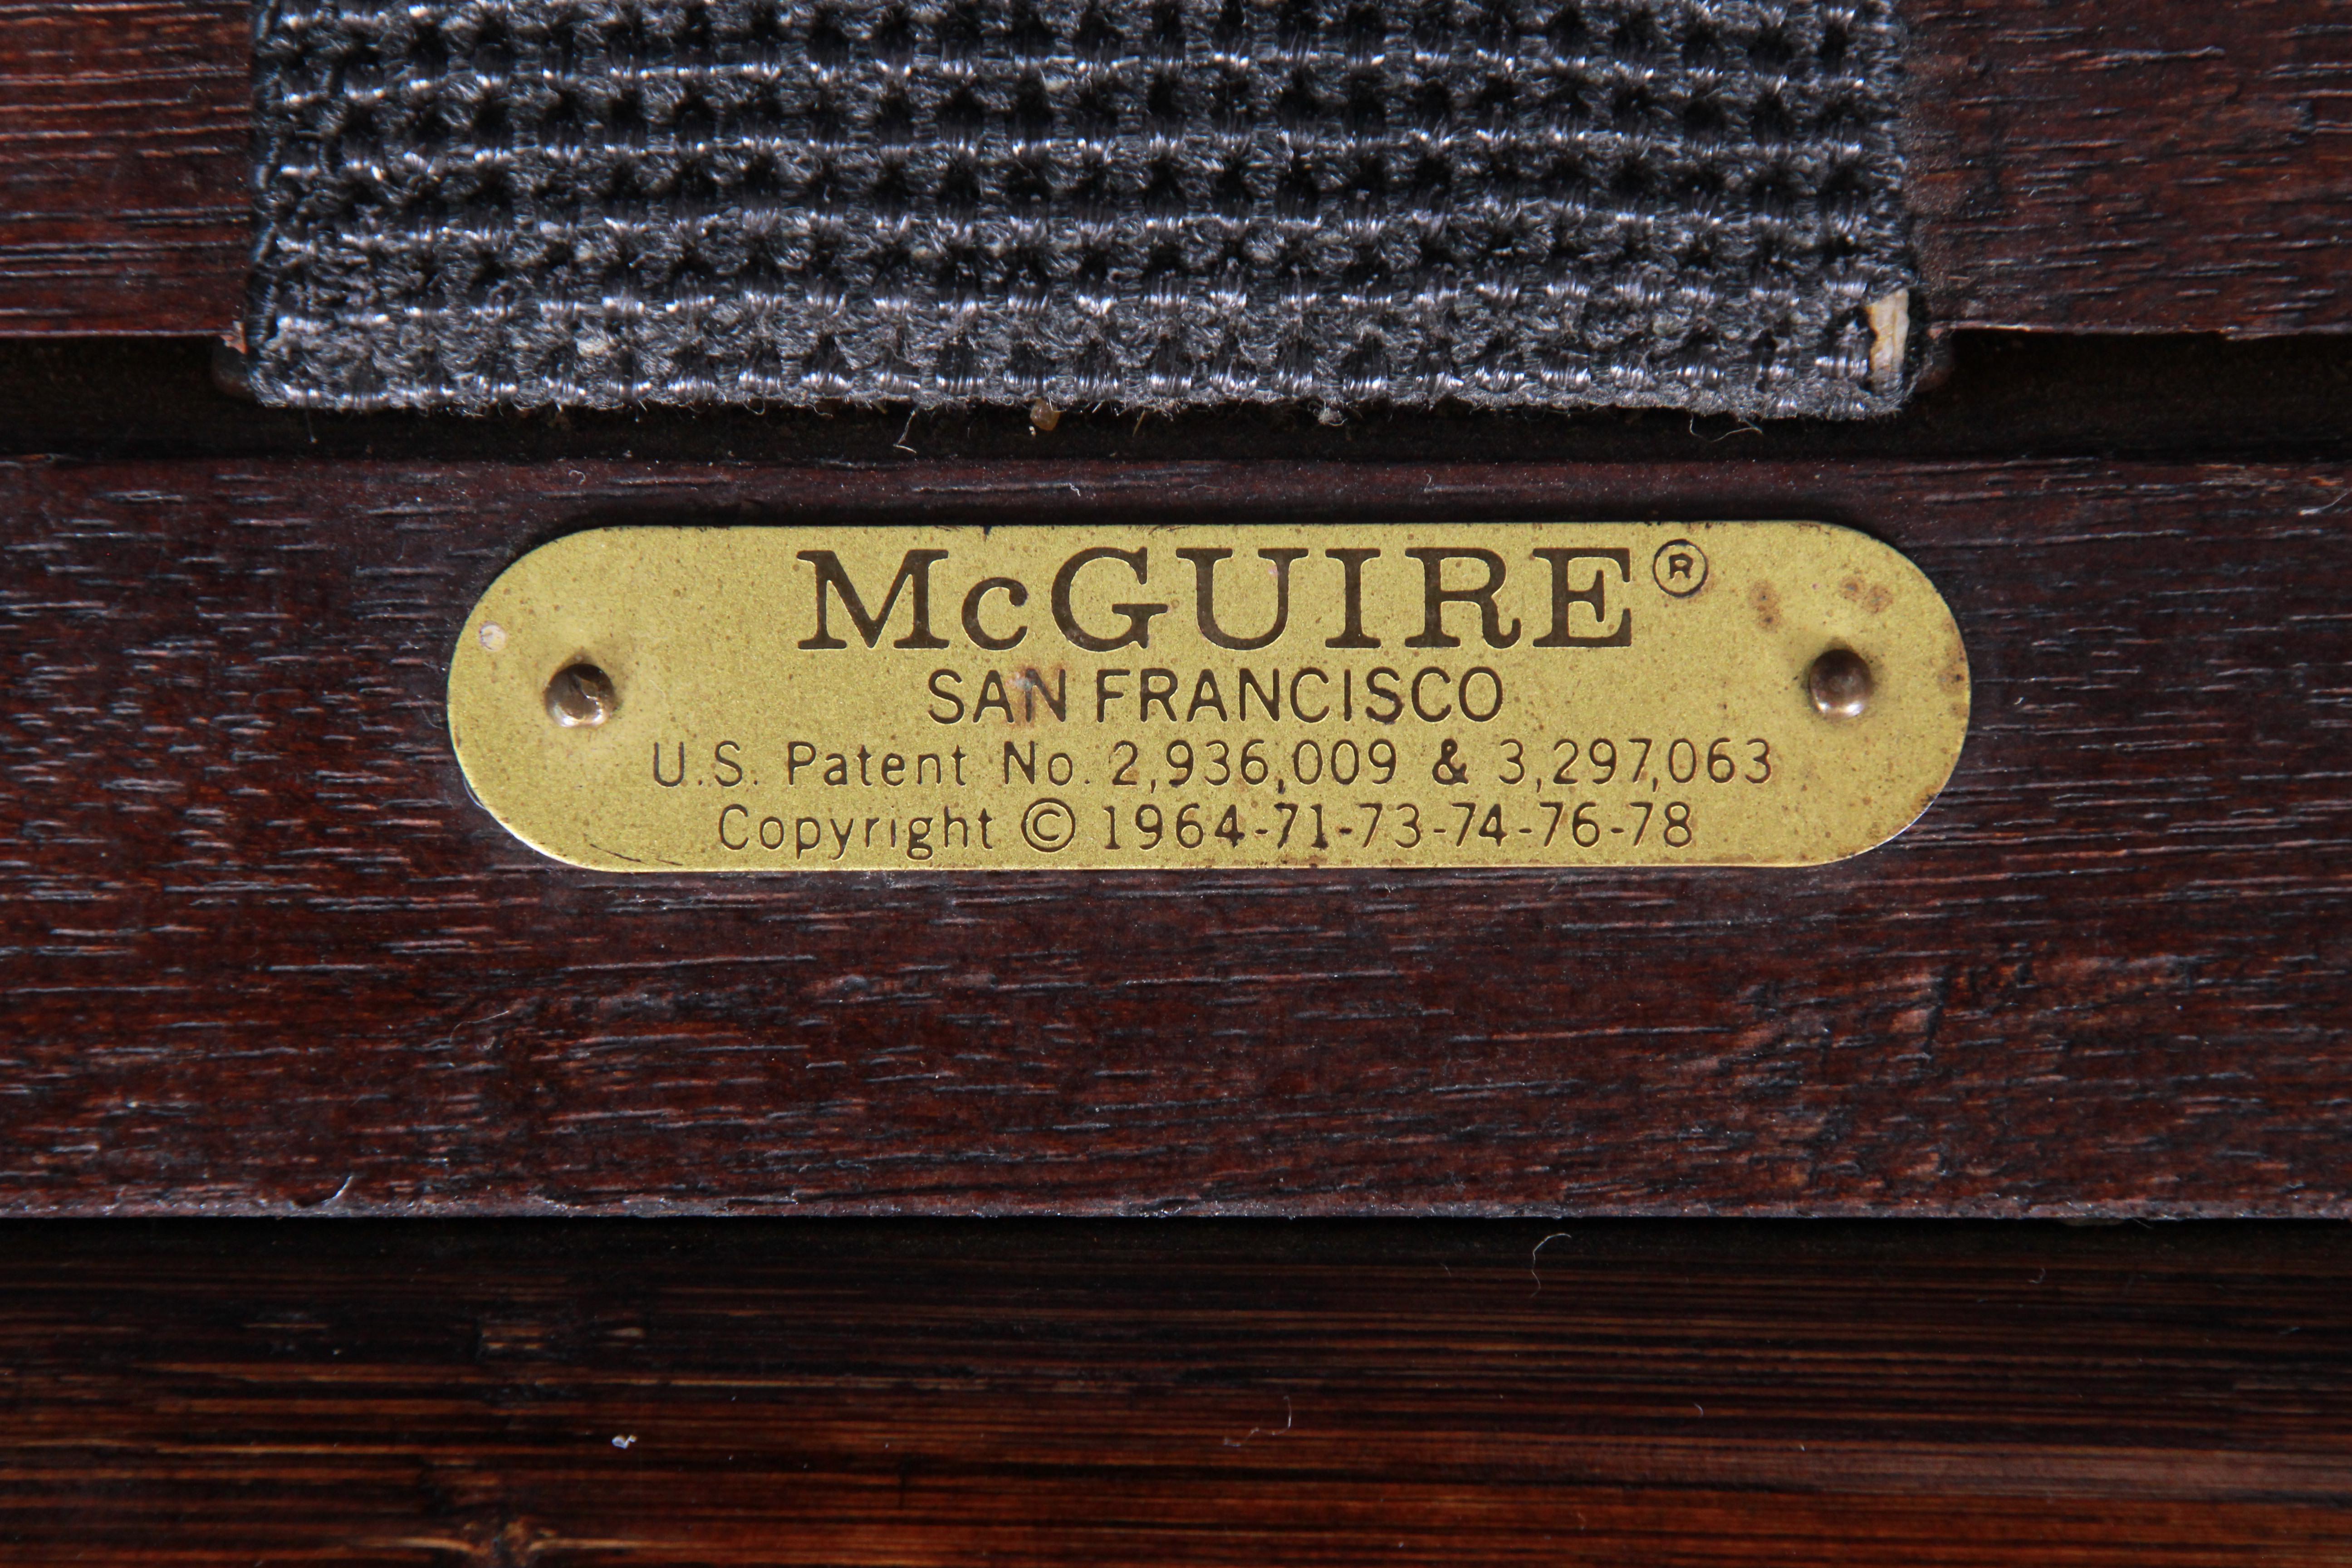 McGUIRE®
SAN FRANCISCO
U.S. Patent No. 2,936,009 & 3,297,063
Copyright © 1964-71-73-74-76-78